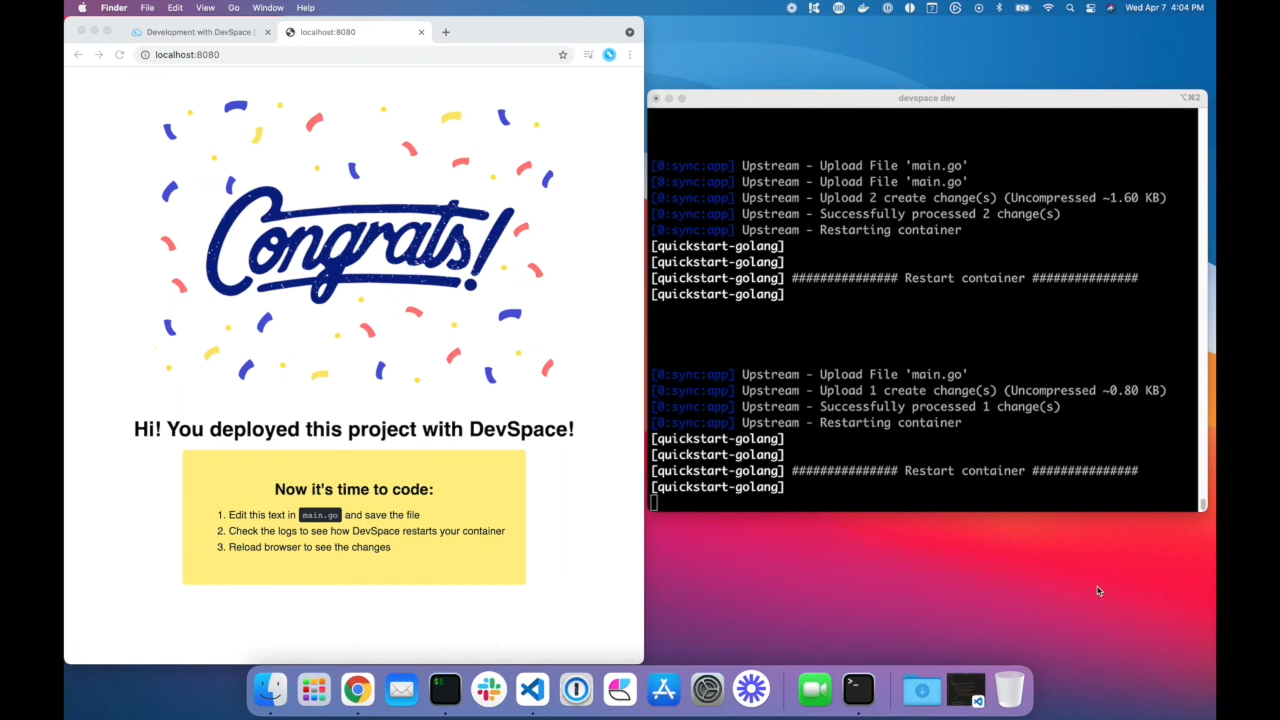 Finder File Edit View Go Window Help
7
Wed Apr 7 4:04 PM
Development with DevSpace |
localhost:8080
localhost:8080
Congrats!
Hi! You deployed this project with DevSpace!
Now it's time to code:
1. Edit this text in main.go and save the file
2. Check the logs to see how DevSpace restarts your container
3. Reload browser to see the changes
devspace dev
⌥⌘2
[0:sync:app] Upstream - Upload File 'main.go'
[0:sync:app] Upstream - Upload File 'main.go'
[0:sync:app] Upstream - Upload 2 create change(s) (Uncompressed ~1.60 KB)
[0:sync:app] Upstream - Successfully processed 2 change(s)
[0:sync:app] Upstream - Restarting container
[quickstart-golang]
[quickstart-golang]
[quickstart-golang] ############### Restart container ###############
[quickstart-golang]
[0:sync:app] Upstream - Upload File 'main.go'
[0:sync:app] Upstream - Upload 1 create change(s) (Uncompressed ~0.80 KB)
[0:sync:app] Upstream - Successfully processed 1 change(s)
[0:sync:app] Upstream - Restarting container
[quickstart-golang]
[quickstart-golang]
[quickstart-golang] ############### Restart container ###############
[quickstart-golang]